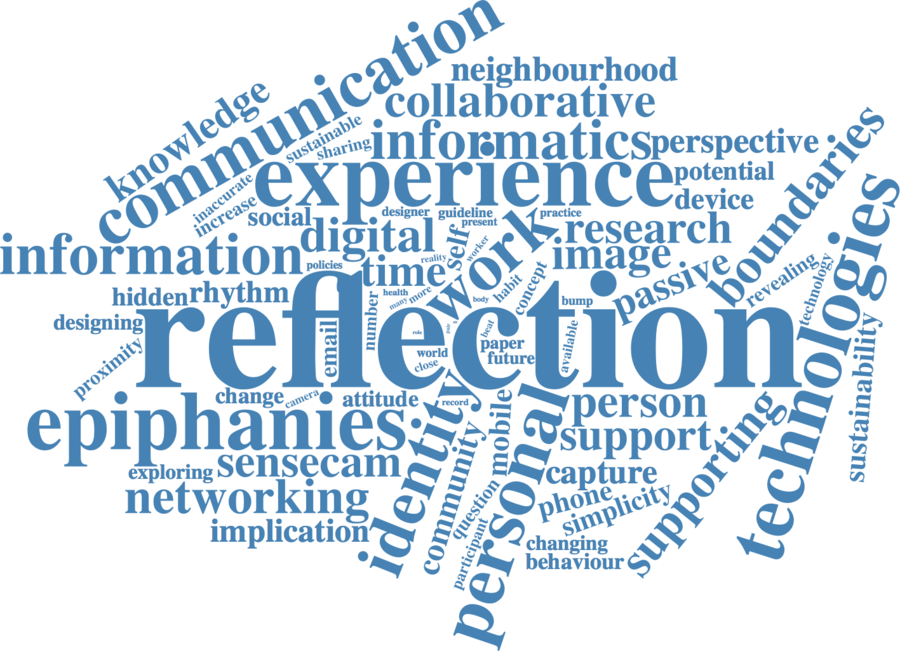 communication
neighbourhood
knowledge
collaborative
sustainable
sharing
informatics
perspective
boundaries
experience
potential
inaccurate
increase
device
social
designer
guideline
practice
present
technologies
information
digital
self
work
worker
research
image
reality
policies
time
passive
revealing
technology
hidden
rhythm
health
many
more
body
habit
concept
bump
designing
number
reflection
email
role
beat
paper
available
proximity
world
future
close
sustainability
change
camera
attitude
record
epiphanies
identity
mobile
personal
person
support
supporting
community
exploring
sensecam
question
capture
networking
phone
simplicity
implication
participant
changing
behaviour